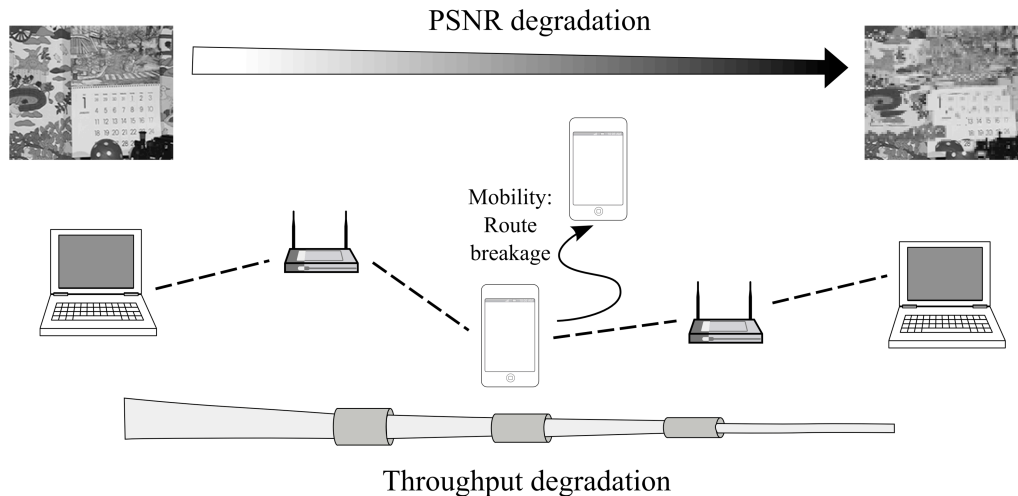 PSNR degradation
Mobility:
Route
breakage
Throughput degradation